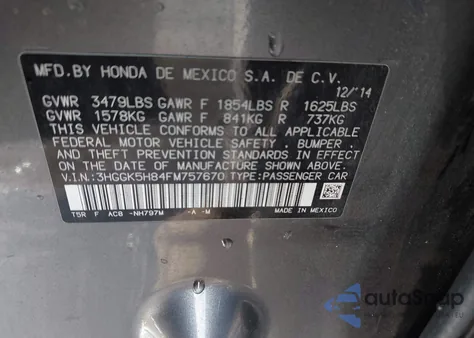 MFD.BY HONDA DE MEXICO S.A. DE C.V.
12/'14
GVWR 3479LBS GAWR F 1854LBS R 1625LBS
GVWR 1578KG GAWR F 841KG R 737KG
THIS VEHICLE CONFORMS TO ALL APPLICABLE
FEDERAL MOTOR VEHICLE SAFETY
AND THEFT PREVENTION STANDARDS IN EFFECT
ON THE DATE OF MANUFACTURE SHOWN ABOVE.
V.I.N.:3HGGK5H84FM757670 TYPE:PASSENGER CAR
T5R F AC8 -NH797M -A -M MADE IN MEXICO
autoSnap